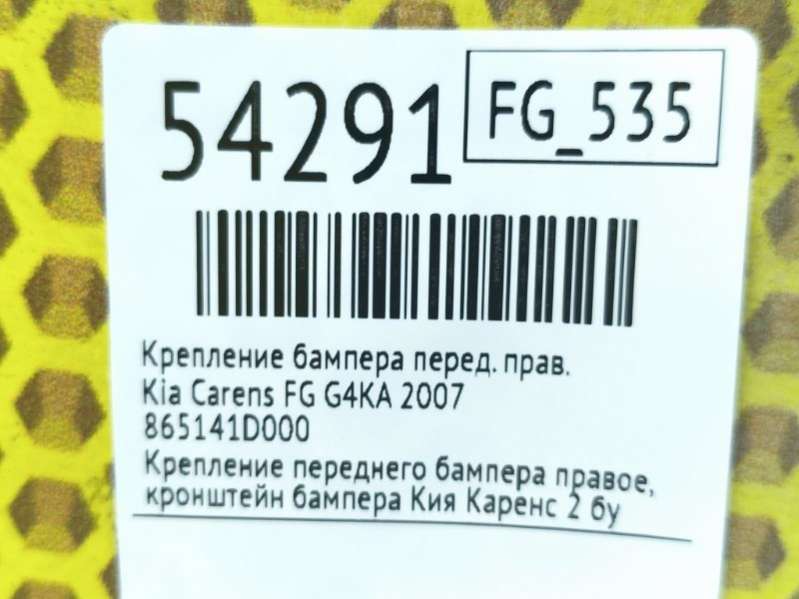 54291
FG_535
Крепление бампера перед. прав.
Kia Carens FG G4KA 2007
865141D000
Крепление переднего бампера правое,
кронштейн бампера Кия Каренс 2 бу